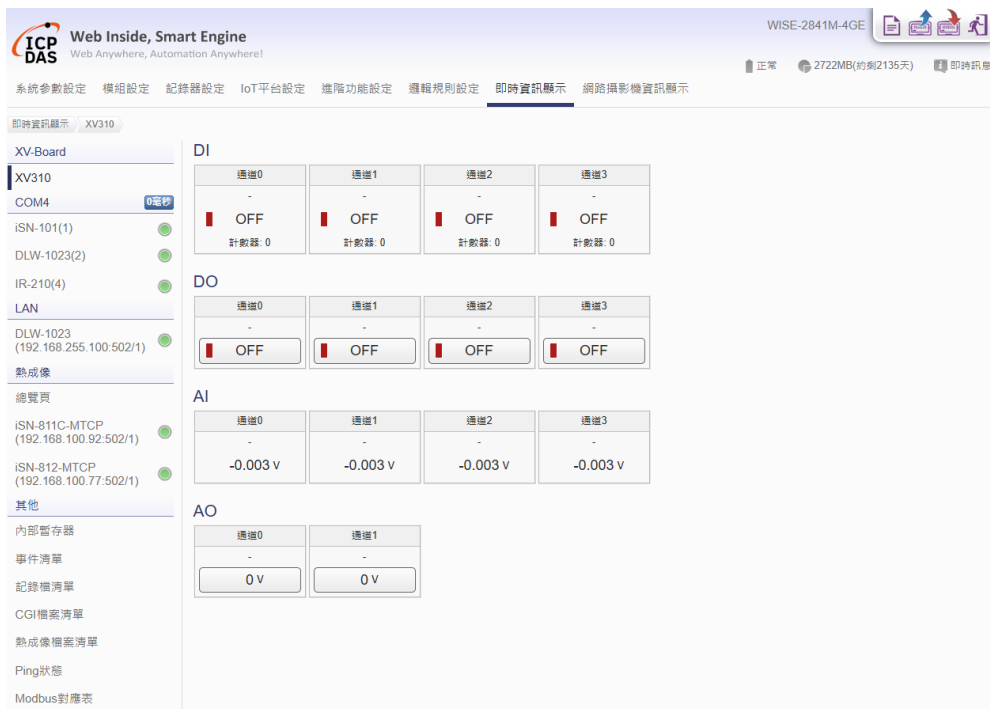 ICP
DAS
Web Inside, Smart Engine
Web Anywhere, Automation Anywhere!
WISE-2841M-4GE
正常
2722MB(約剩2135天)
即時訊息
系統參數設定 模組設定 記錄器設定 IoT平台設定 進階功能設定 邏輯規則設定 即時資訊顯示 網路攝影機資訊顯示
即時資訊顯示 XV310
XV-Board
XV310
COM4 0毫秒
iSN-101(1)
DLW-1023(2)
IR-210(4)
LAN
DLW-1023
(192.168.255.100:502/1)
熱成像
總覽頁
iSN-811C-MTCP
(192.168.100.92:502/1)
iSN-812-MTCP
(192.168.100.77:502/1)
其他
內部暫存器
事件清單
記錄檔清單
CGI檔案清單
熱成像檔案清單
Ping狀態
Modbus對應表
DI
通道0 通道1 通道2 通道3
- - - -
OFF OFF OFF OFF
計數器: 0 計數器: 0 計數器: 0 計數器: 0
DO
通道0 通道1 通道2 通道3
- - - -
OFF OFF OFF OFF
AI
通道0 通道1 通道2 通道3
- - - -
-0.003 V -0.003 V -0.003 V -0.003 V
AO
通道0 通道1
- -
0 V 0 V